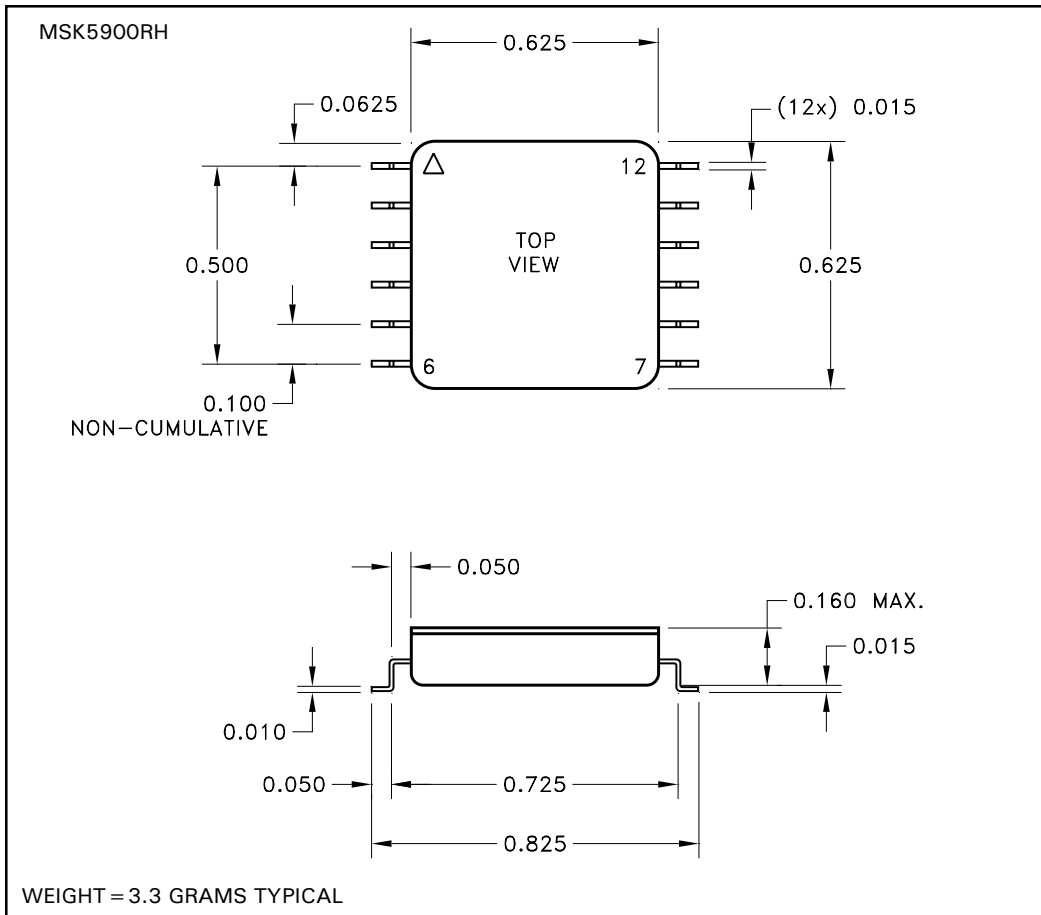 MSK5900RH
0.625
0.0625
(12x) 0.015
12
TOP
VIEW
0.500
0.625
6
7
0.100
NON-CUMULATIVE
0.050
0.160 MAX.
0.015
0.010
0.050
0.725
0.825
WEIGHT = 3.3 GRAMS TYPICAL